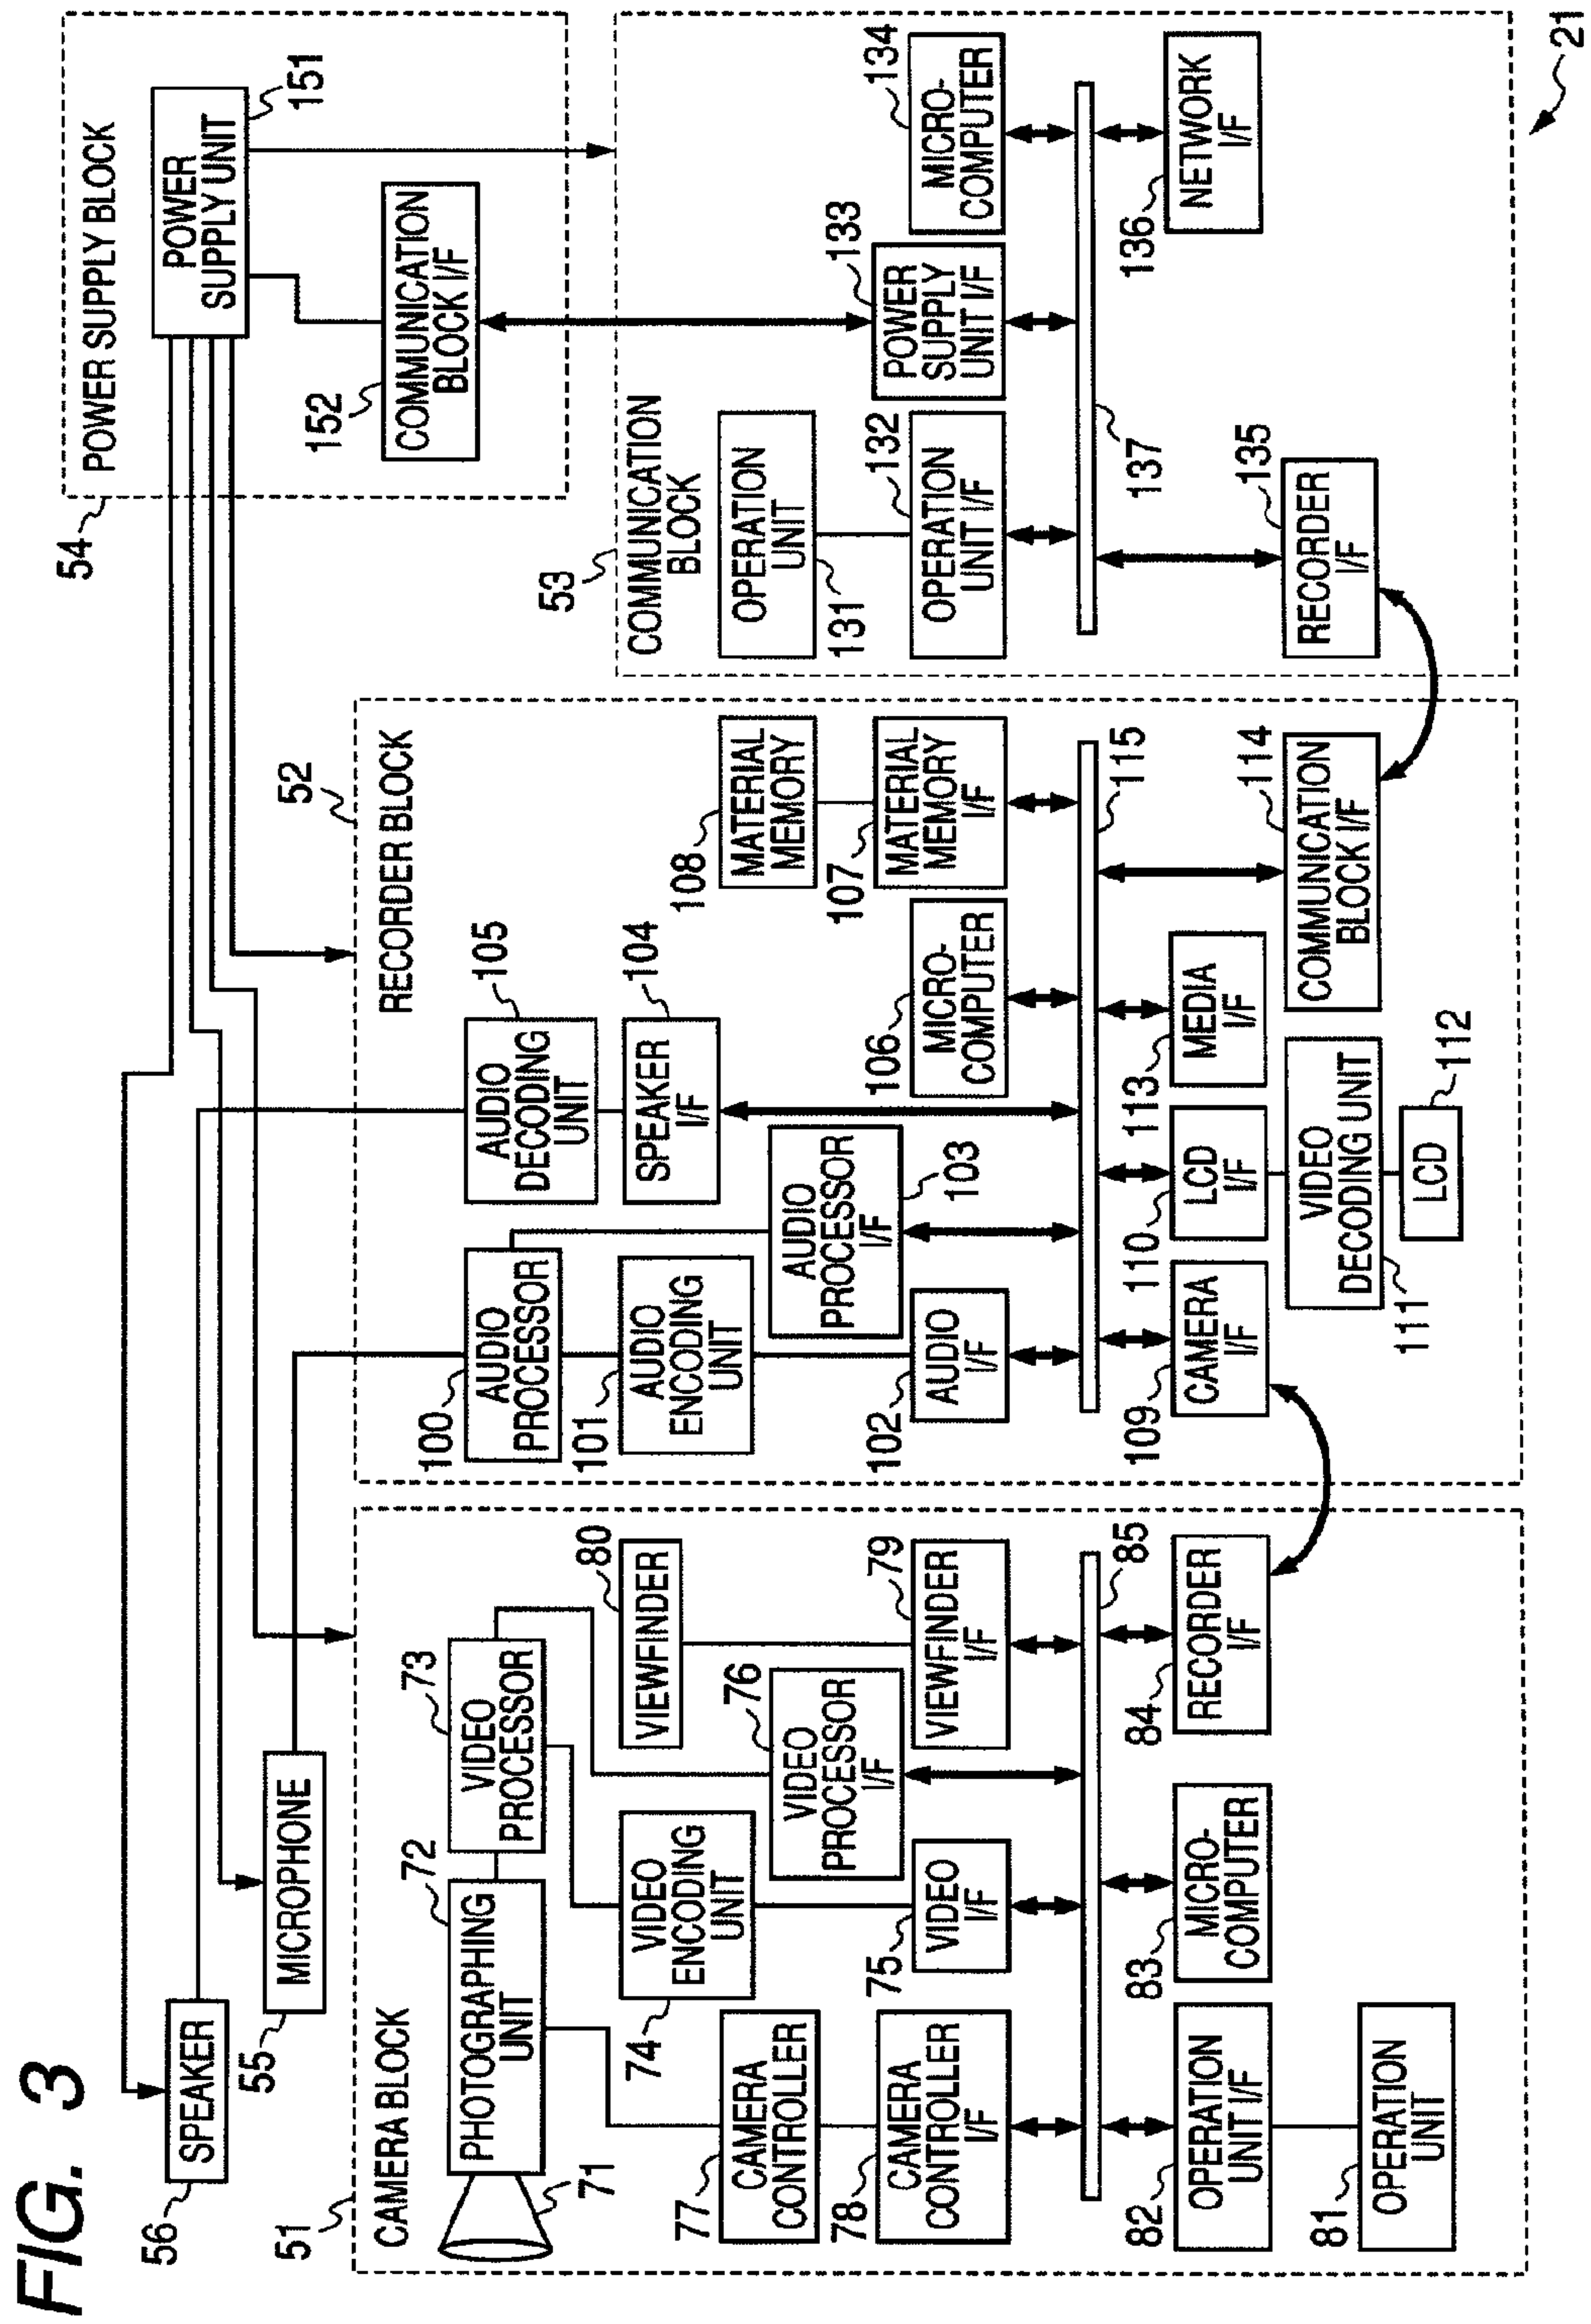 FIG. 3
54
POWER SUPPLY BLOCK
POWER
SUPPLY UNIT
151
152
COMMUNICATION
BLOCK I/F
56
SPEAKER
55
MICROPHONE
51
CAMERA BLOCK
71
PHOTOGRAPHING
UNIT
72
VIDEO
PROCESSOR
73
VIDEO
ENCODING
UNIT
74
VIDEO
I/F
75
VIDEO
PROCESSOR
I/F
76
CAMERA
CONTROLLER
77
CAMERA
CONTROLLER
I/F
78
VIEWFINDER
I/F
79
VIEWFINDER
80
OPERATION
UNIT
81
OPERATION
UNIT I/F
82
MICRO-
COMPUTER
83
RECORDER
I/F
84
85
52
RECORDER BLOCK
AUDIO
PROCESSOR
100
AUDIO
ENCODING
UNIT
101
AUDIO
I/F
102
AUDIO
PROCESSOR
I/F
103
SPEAKER
I/F
104
AUDIO
DECODING
UNIT
105
MICRO-
COMPUTER
106
MATERIAL
MEMORY
I/F
107
MATERIAL
MEMORY
108
CAMERA
I/F
109
LCD
I/F
110
VIDEO
DECODING UNIT
111
LCD
112
MEDIA
I/F
113
COMMUNICATION
BLOCK I/F
114
115
53
COMMUNICATION
BLOCK
OPERATION
UNIT
131
OPERATION
UNIT I/F
132
POWER
SUPPLY
UNIT I/F
133
MICRO-
COMPUTER
134
RECORDER
I/F
135
NETWORK
I/F
136
137
21